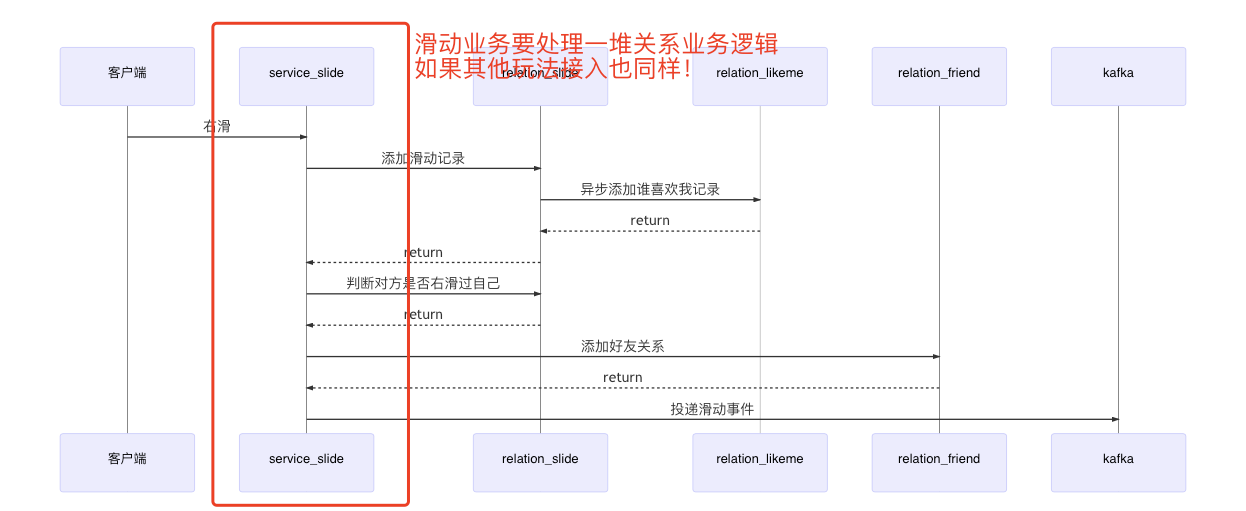 滑动业务要处理一堆关系业务逻辑
如果其他玩法接入也同样！
客户端
service_slide
relation_slide
relation_likeme
relation_friend
kafka
右滑
添加滑动记录
异步添加谁喜欢我记录
return
return
判断对方是否右滑过自己
return
添加好友关系
return
投递滑动事件
客户端
service_slide
relation_slide
relation_likeme
relation_friend
kafka